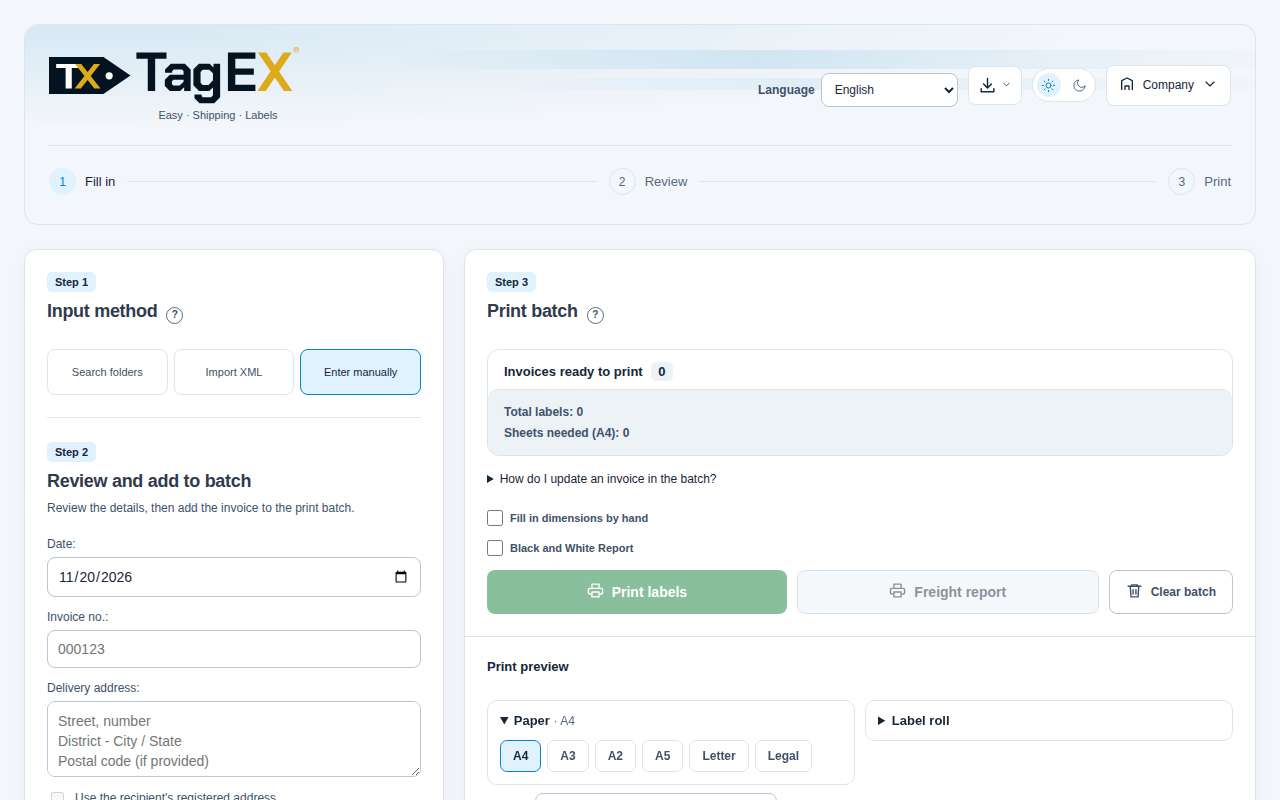 TX TagEX®
Easy · Shipping · Labels
Language English Company
1 Fill in 2 Review 3 Print
Step 1
Input method ?
Search folders Import XML Enter manually
Step 2
Review and add to batch
Review the details, then add the invoice to the print batch.
Date:
11/20/2026
Invoice no.:
000123
Delivery address:
Street, number
District - City / State
Postal code (if provided)
Use the recipient's registered address
Step 3
Print batch ?
Invoices ready to print 0
Total labels: 0
Sheets needed (A4): 0
How do I update an invoice in the batch?
Fill in dimensions by hand
Black and White Report
Print labels Freight report Clear batch
Print preview
Paper · A4
A4 A3 A2 A5 Letter Legal
Label roll